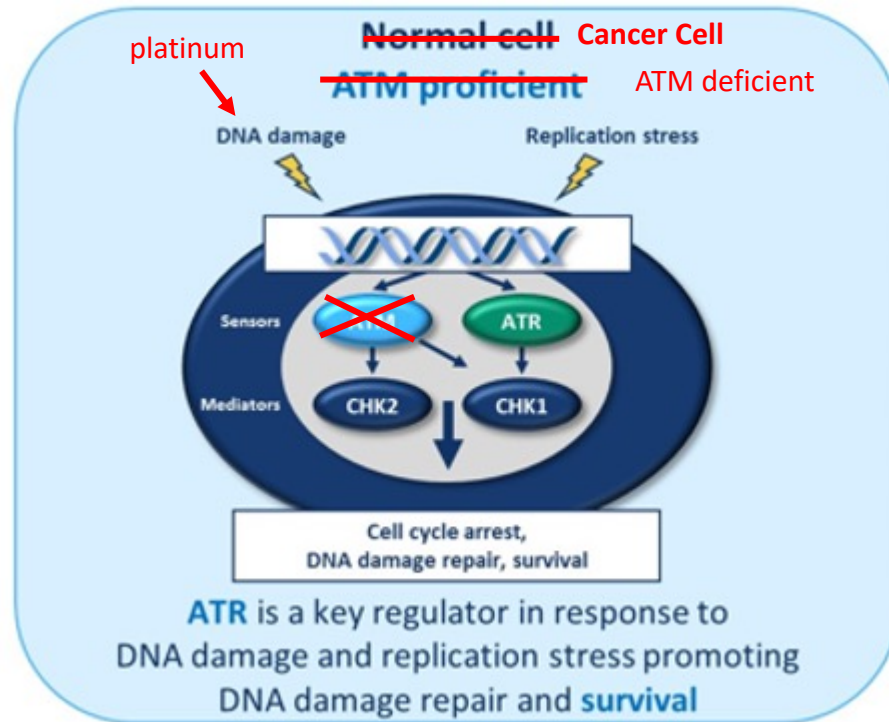 Normal cell Cancer Cell
platinum
ATM proficient ATM deficient
DNA damage Replication stress
Sensors ATM ATR
Mediators CHK2 CHK1
Cell cycle arrest,
DNA damage repair, survival
ATR is a key regulator in response to
DNA damage and replication stress promoting
DNA damage repair and survival